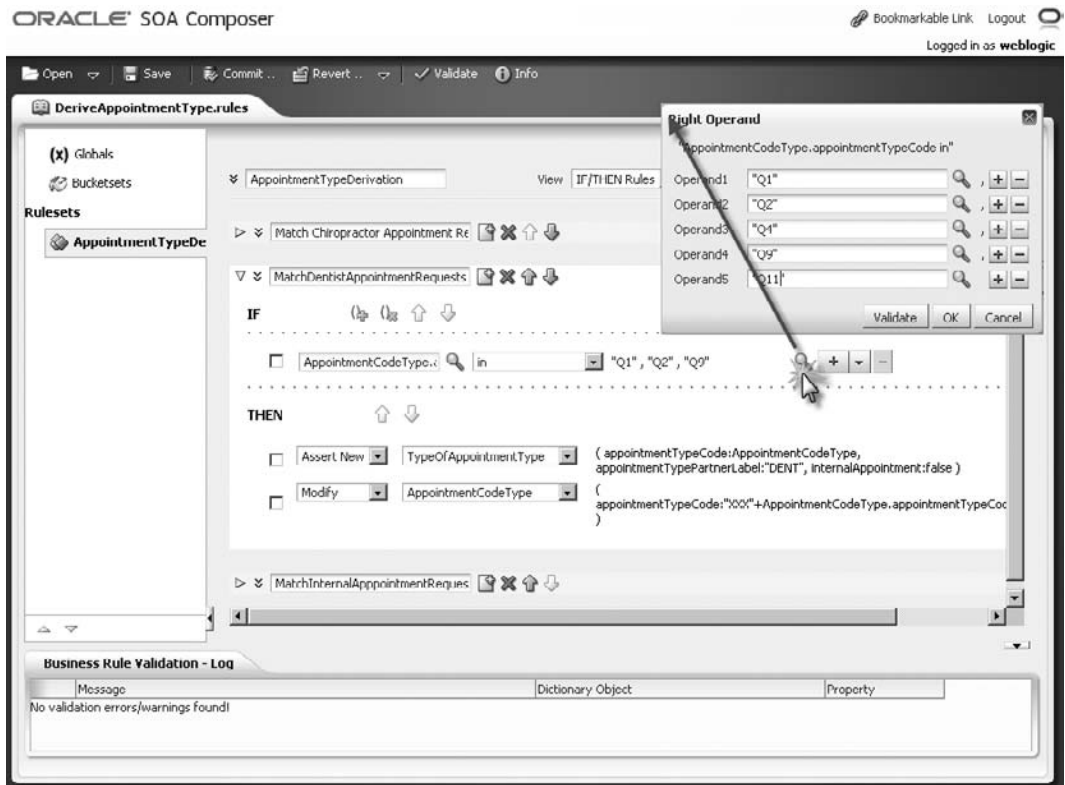 ORACLE SOA Composer
Bookmarkable Link Logout
Logged in as weblogic
Open Save Commit .. Revert .. Validate Info
DeriveAppointmentType.rules
(x) Globals
Bucketsets
Rulesets
AppointmentTypeDe
AppointmentTypeDerivation View IF/THEN Rules
Match Chiropractor Appointment Re
MatchDentistAppointmentRequests
IF
AppointmentCodeType.c in "Q1" , "Q2" , "Q9"
THEN
Assert New TypeOfAppointmentType ( appointmentTypeCode:AppointmentCodeType,
appointmentTypePartnerLabel:"DENT", internalAppointment:false )
Modify AppointmentCodeType (
appointmentTypeCode:"XXX"+AppointmentCodeType.appointmentTypeCoc
)
MatchInternalApppointmentReques
Right Operand
"AppointmentCodeType.appointmentTypeCode in"
Operand1 "Q1" , + −
Operand2 "Q2" , + −
Operand3 "Q4" , + −
Operand4 "Q9" , + −
Operand5 "Q11" + −
Validate OK Cancel
Business Rule Validation - Log
Message Dictionary Object Property
No validation errors/warnings found!